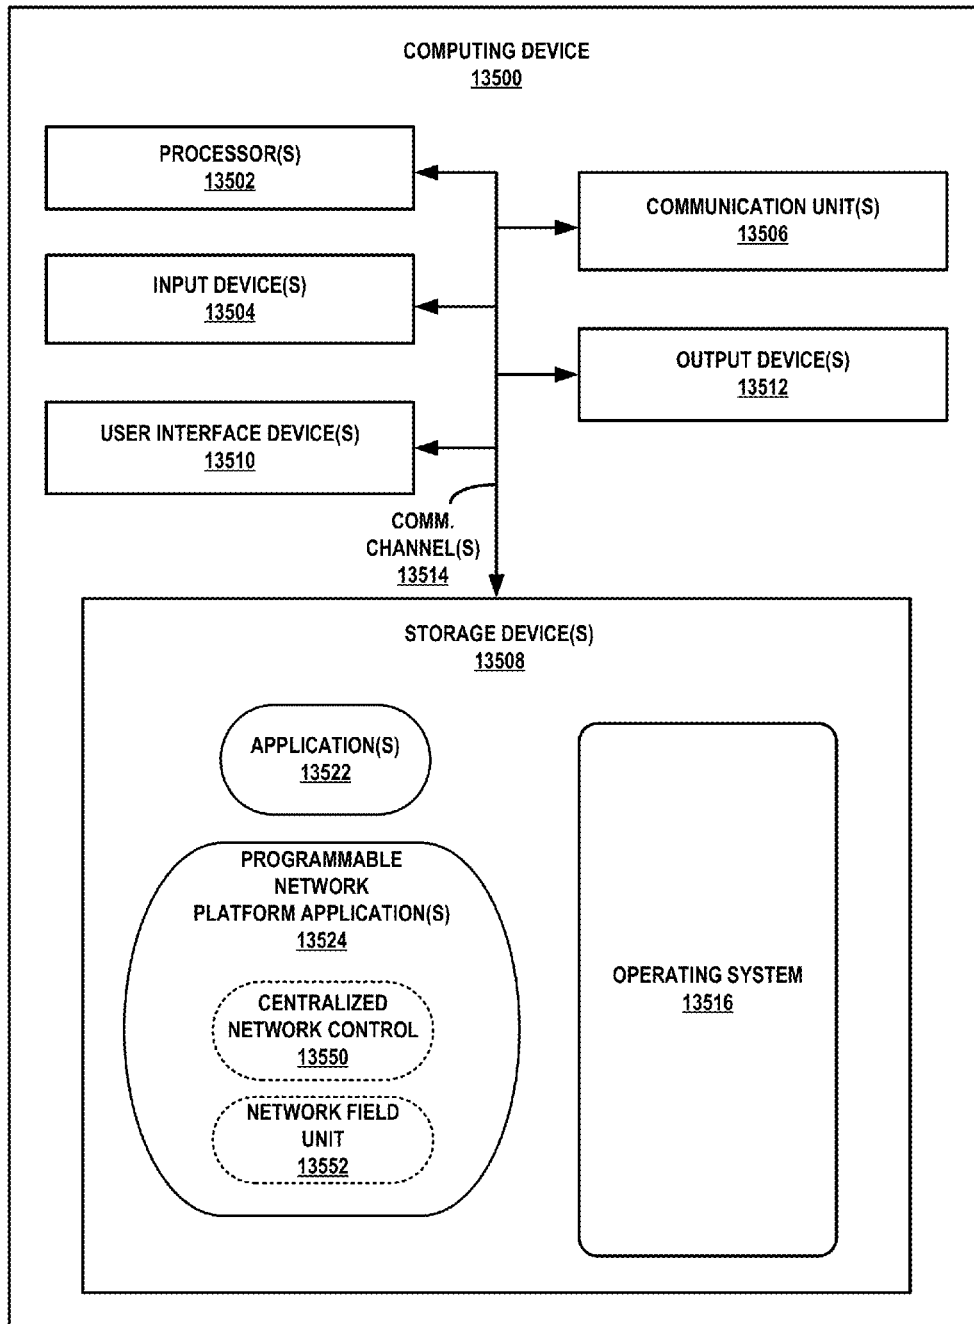 COMPUTING DEVICE
13500
PROCESSOR(S)
13502
COMMUNICATION UNIT(S)
13506
INPUT DEVICE(S)
13504
OUTPUT DEVICE(S)
13512
USER INTERFACE DEVICE(S)
13510
COMM.
CHANNEL(S)
13514
STORAGE DEVICE(S)
13508
APPLICATION(S)
13522
PROGRAMMABLE
NETWORK
PLATFORM APPLICATION(S)
13524
CENTRALIZED
NETWORK CONTROL
13550
NETWORK FIELD
UNIT
13552
OPERATING SYSTEM
13516